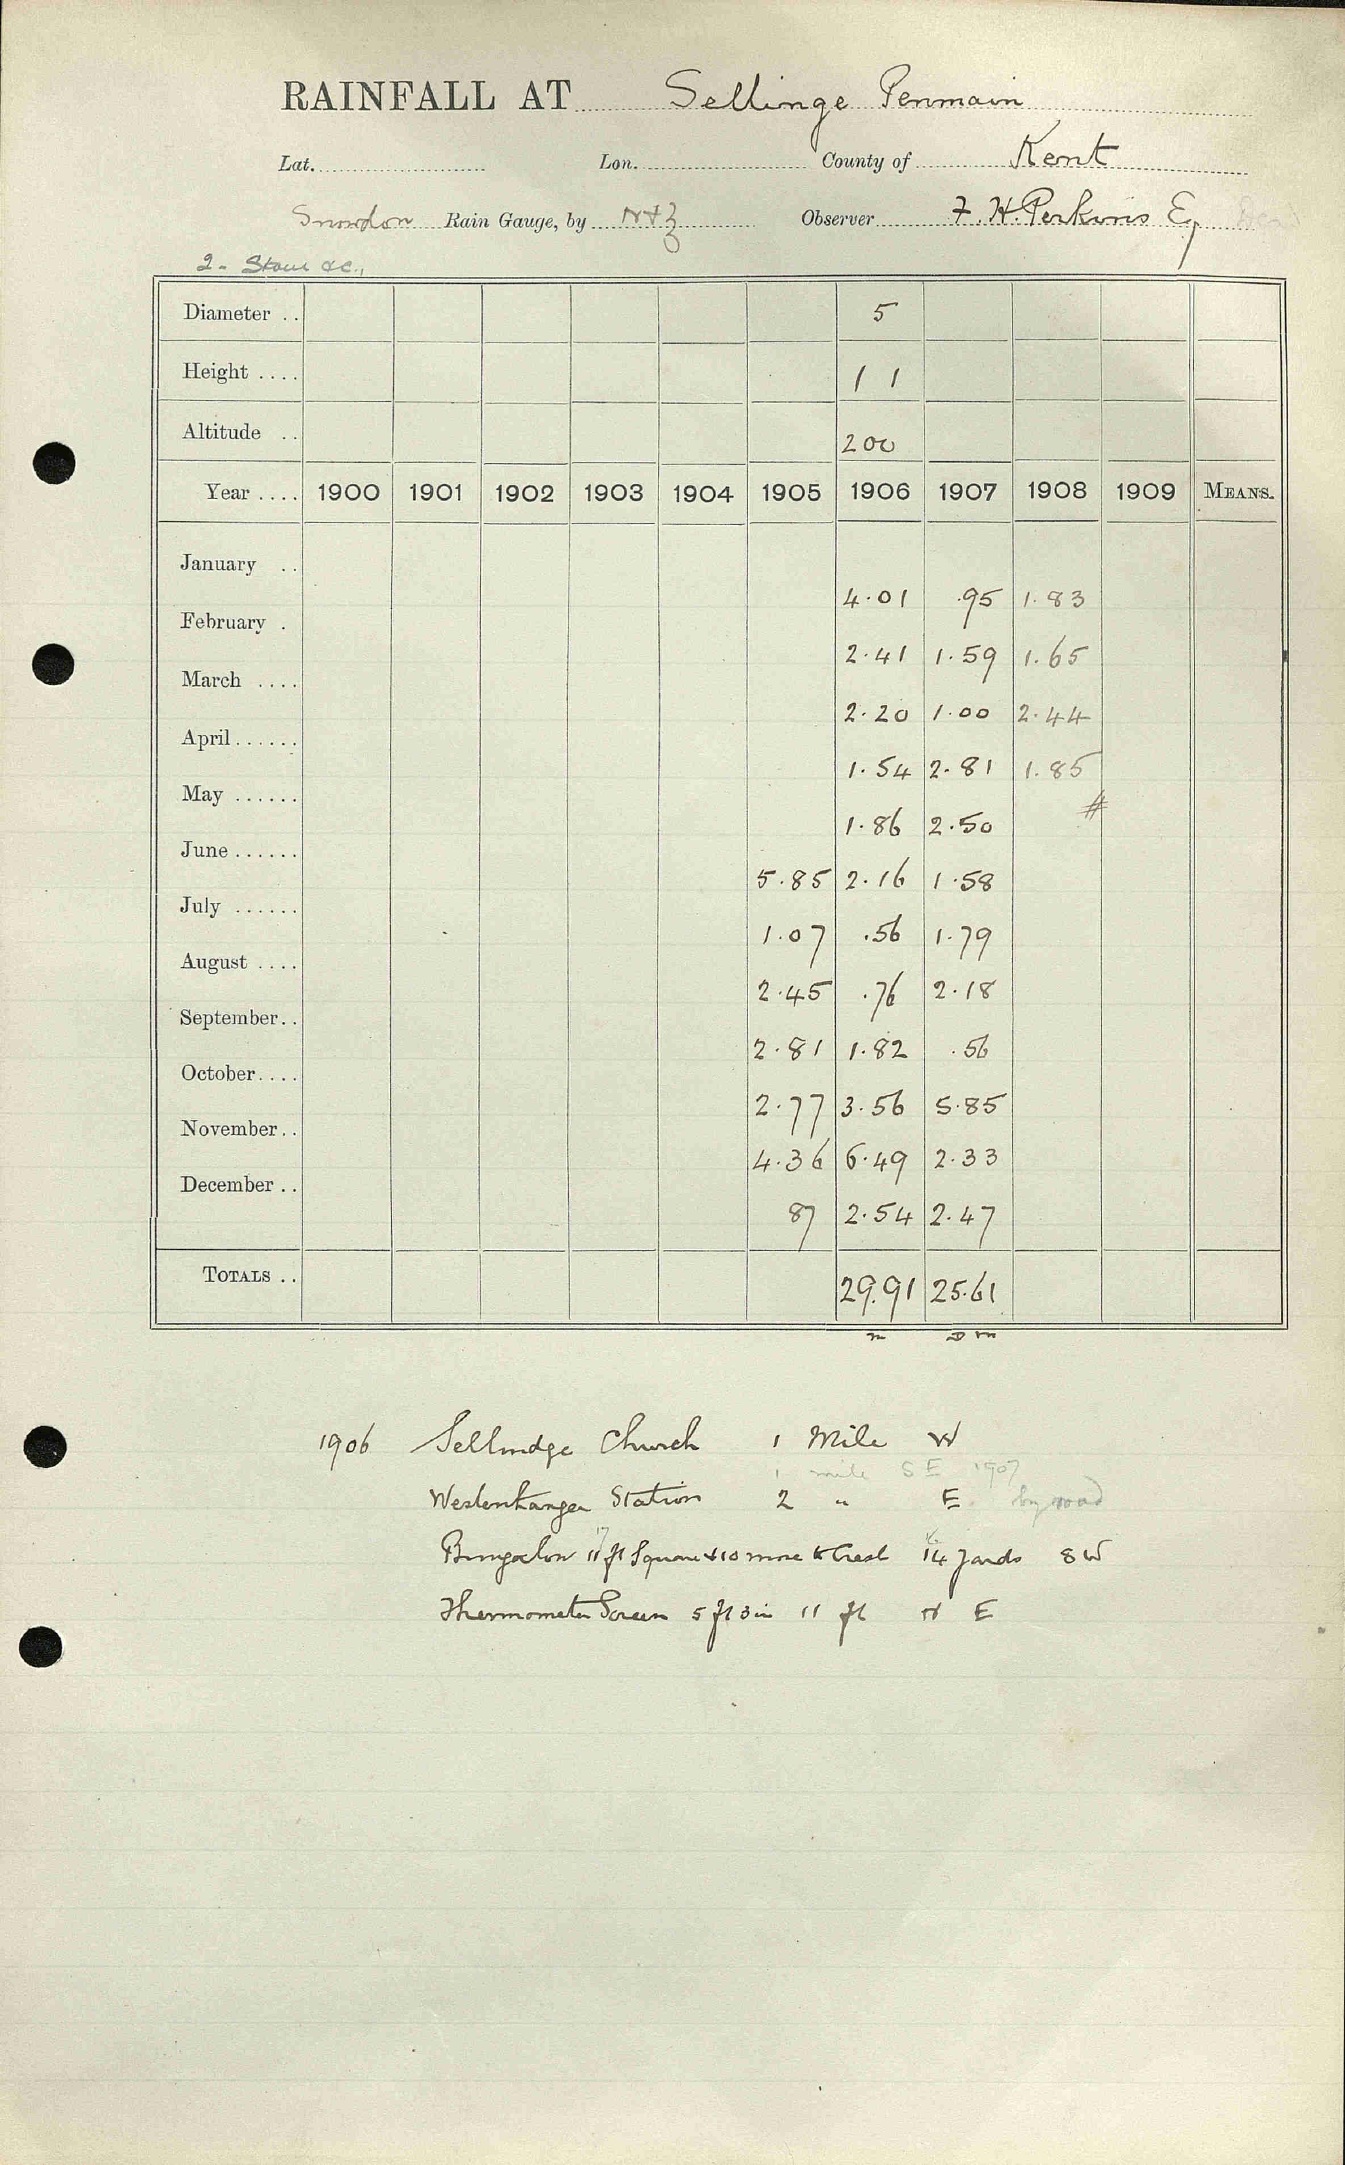 RAINFALL AT Sellinge Penmain
Lat. Lon. County of Kent
Snowdon Rain Gauge, by N+Z Observer F. H. Perkins Esq
2 - Stour &c.,
Diameter .. 5
Height .... 1 1
Altitude .. 200
Year .... 1900 1901 1902 1903 1904 1905 1906 1907 1908 1909 MEANS.
January .. 4.01 .95 1.83
February . 2.41 1.59 1.65
March .... 2.20 1.00 2.44
April ...... 1.54 2.81 1.85
#
May ...... 1.86 2.50
June ...... 5.85 2.16 1.58
July ...... 1.07 .56 1.79
August .... 2.45 .76 2.18
September .. 2.81 1.82 .56
October .... 2.77 3.56 5.85
November .. 4.36 6.49 2.33
December .. 87 2.54 2.47
TOTALS .. 29.91 25.61
m D m
1906 Sellindge Church 1 Mile W
1 mile SE 1907
Westenhanger Station 2 " E by road
Bungalow 11 ft Square +10 more to Crest 14 yards SW
Thermometer Screen 5 ft 3 in 11 ft N E